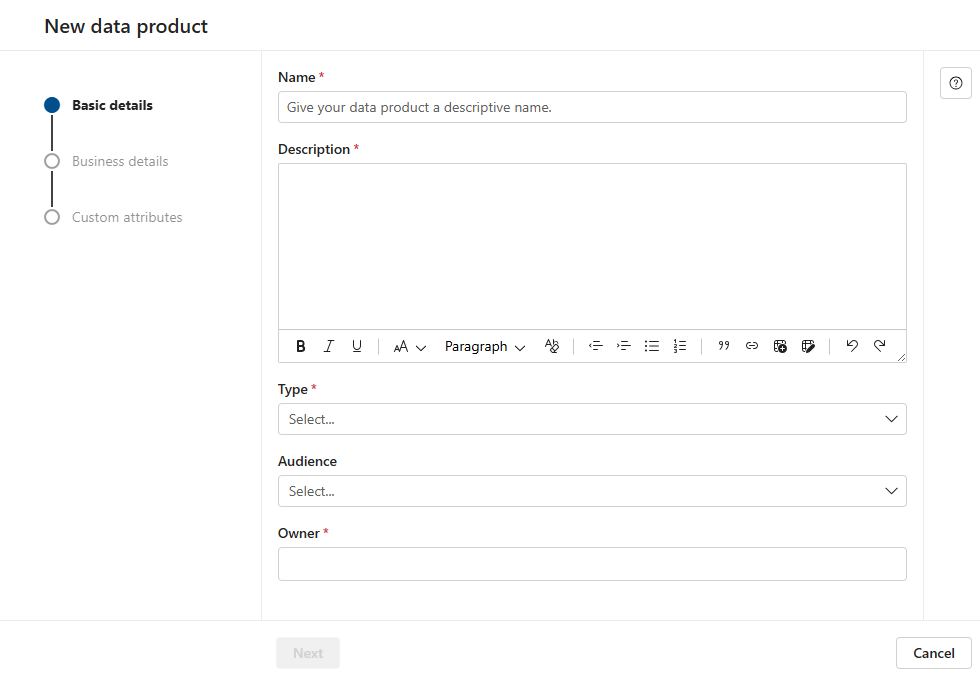 New data product
Basic details
Business details
Custom attributes
Name *
Give your data product a descriptive name.
Description *
B I U AA Paragraph
Type *
Select...
Audience
Select...
Owner *
Next
Cancel